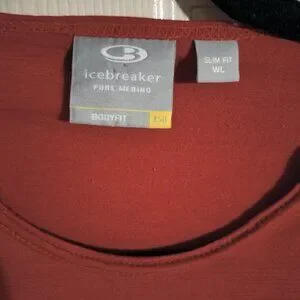 icebreaker
PURE MERINO
BODYFIT 150
SLIM FIT
WL